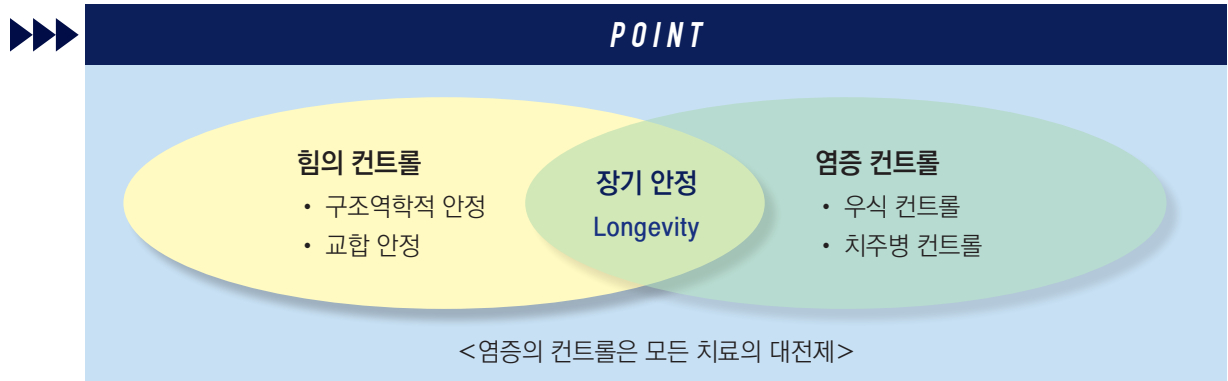 POINT
힘의 컨트롤
• 구조역학적 안정
• 교합 안정
장기 안정
Longevity
염증 컨트롤
• 우식 컨트롤
• 치주병 컨트롤
<염증의 컨트롤은 모든 치료의 대전제>